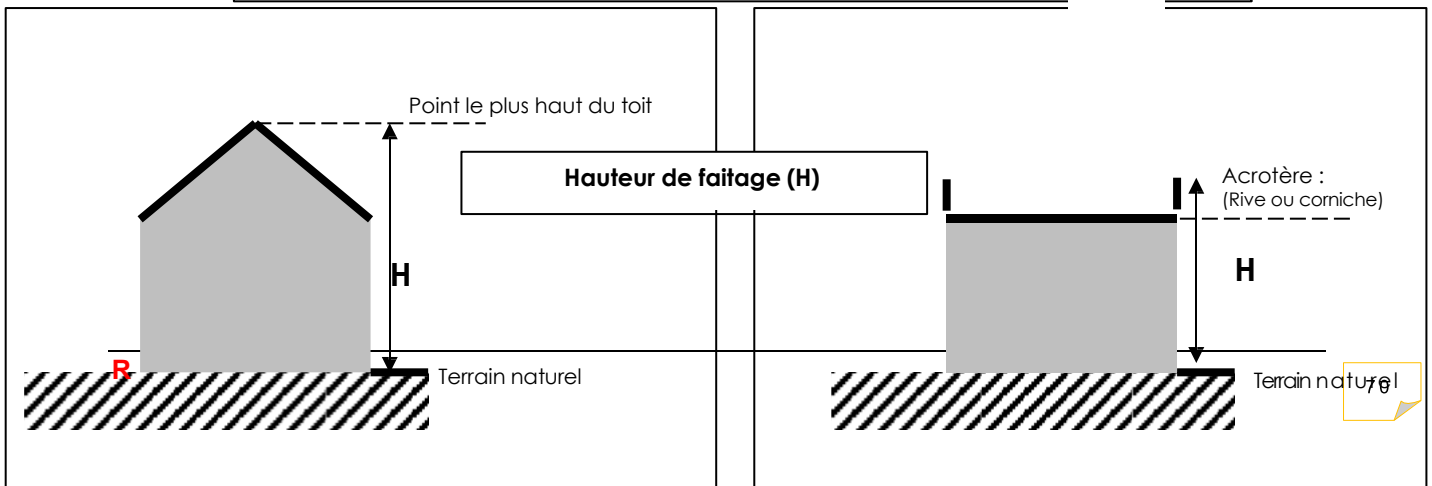 Point le plus haut du toit
Hauteur de faitage (H)
H
R
Terrain naturel
Acrotère :
(Rive ou corniche)
H
Terrain naturel
70